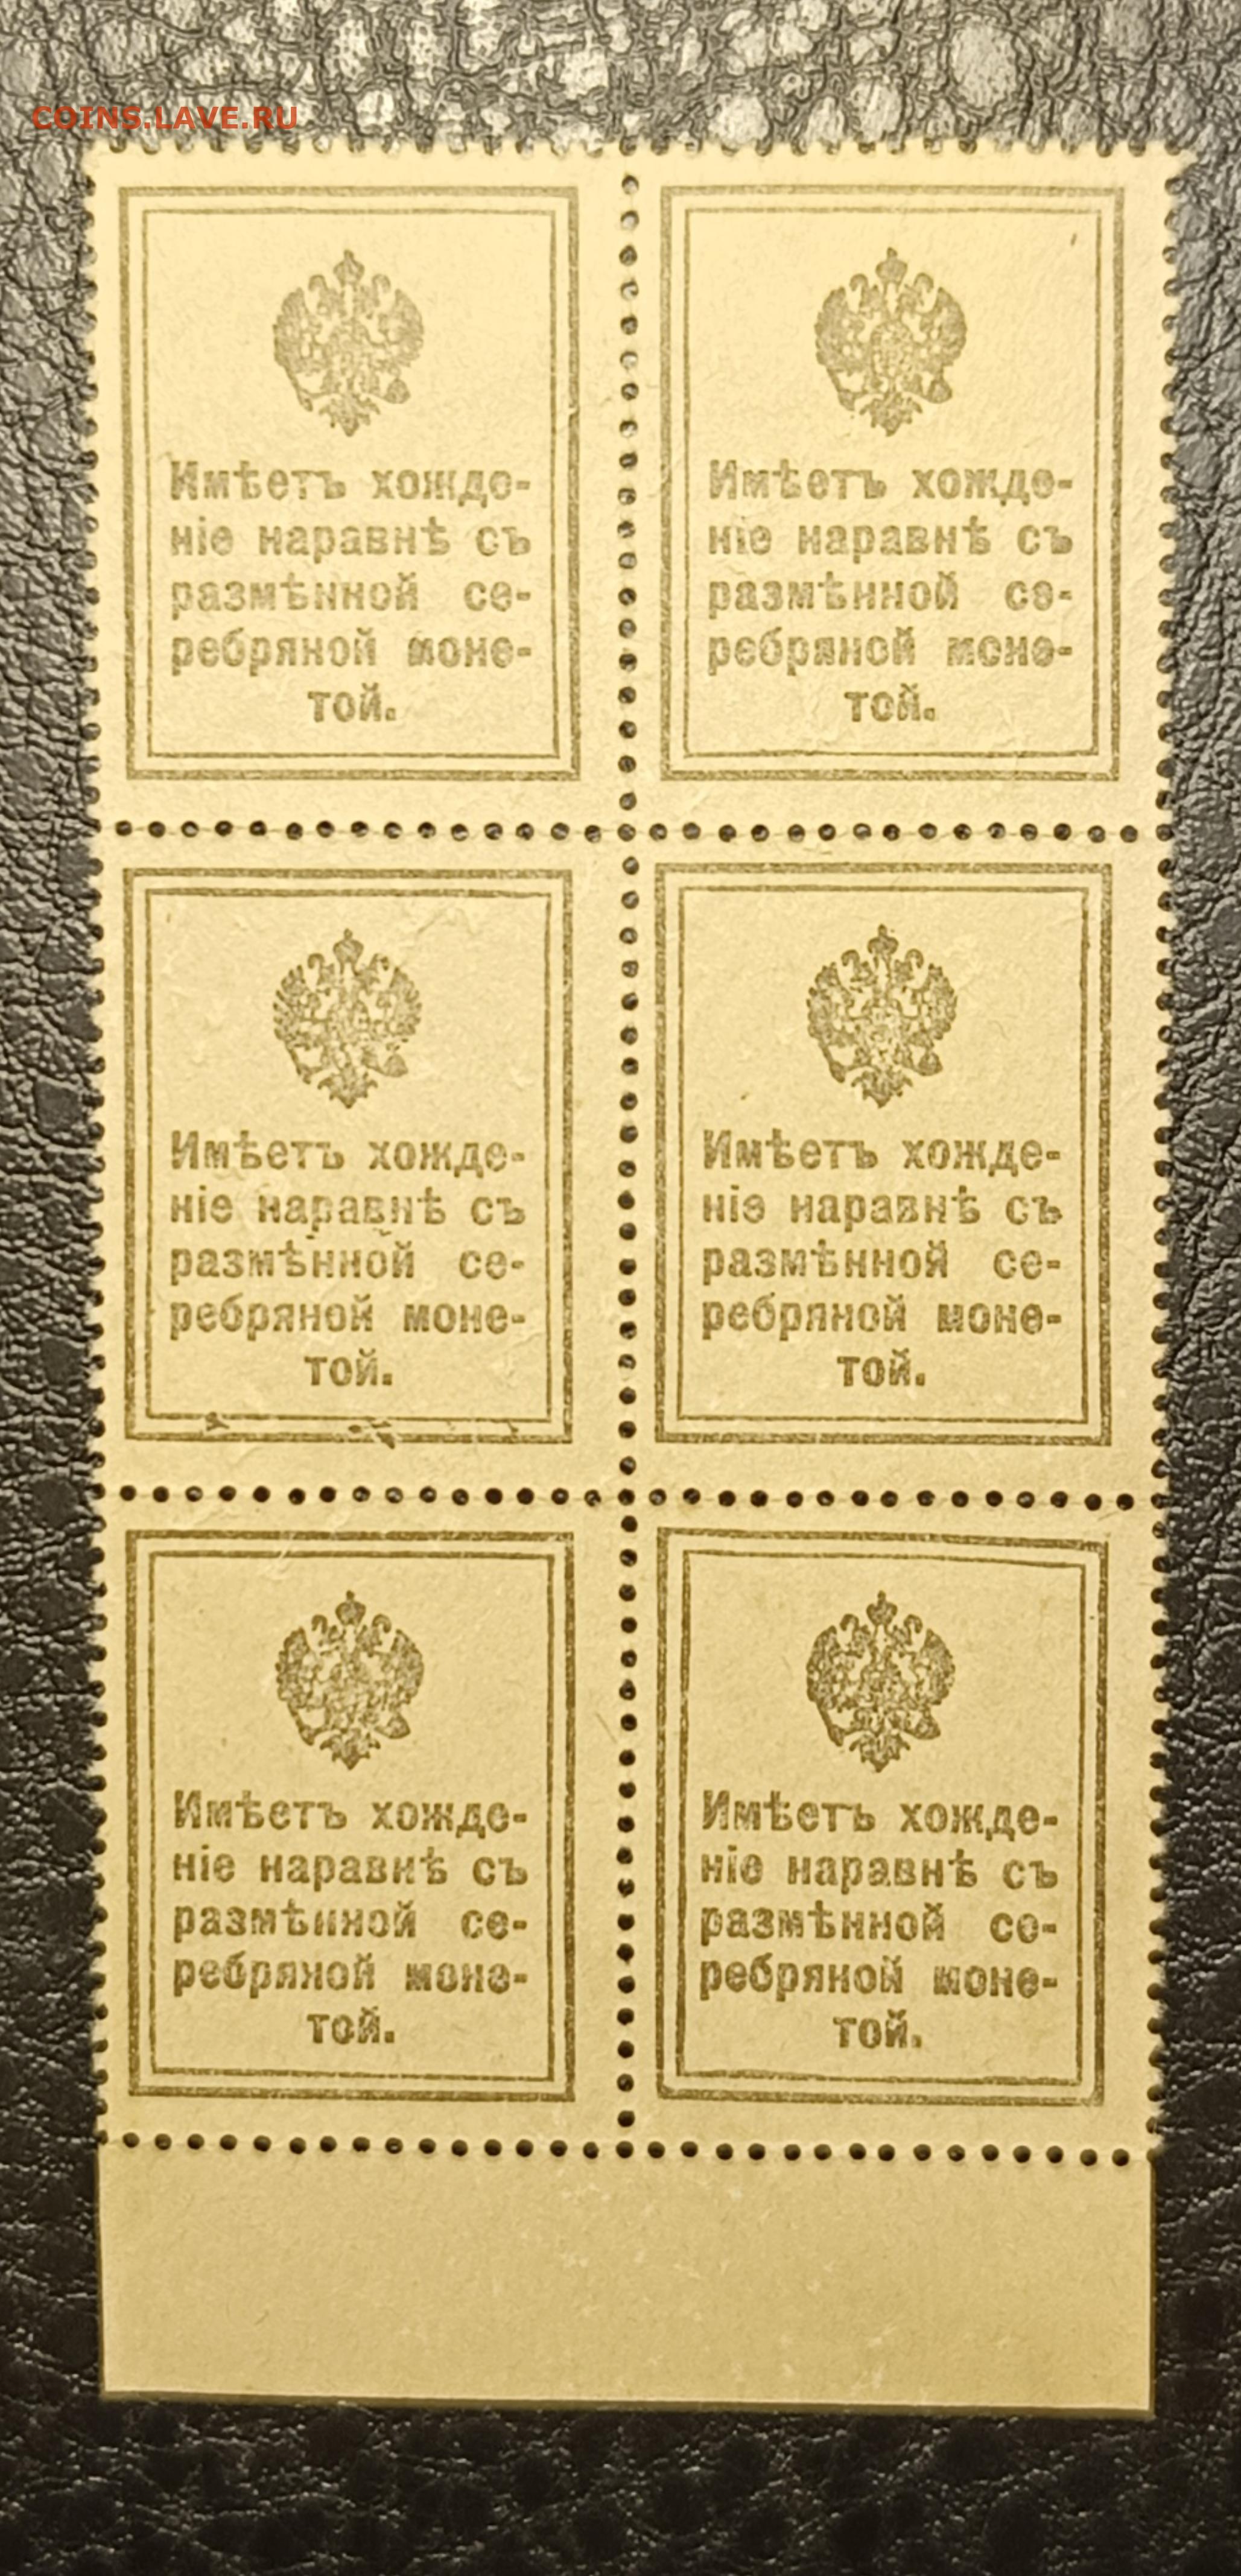 COINS.LAVE.RU
Имѣетъ хожде-
ніе наравнѣ съ
размѣнной се-
ребряной моне-
той.
Имѣетъ хожде-
ніе наравнѣ съ
размѣнной се-
ребряной моне-
той.
Имѣетъ хожде-
ніе наравнѣ съ
размѣнной се-
ребряной моне-
той.
Имѣетъ хожде-
ніе наравнѣ съ
размѣнной се-
ребряной моне-
той.
Имѣетъ хожде-
ніе наравнѣ съ
размѣнной се-
ребряной моне-
той.
Имѣетъ хожде-
ніе наравнѣ съ
размѣнной се-
ребряной моне-
той.